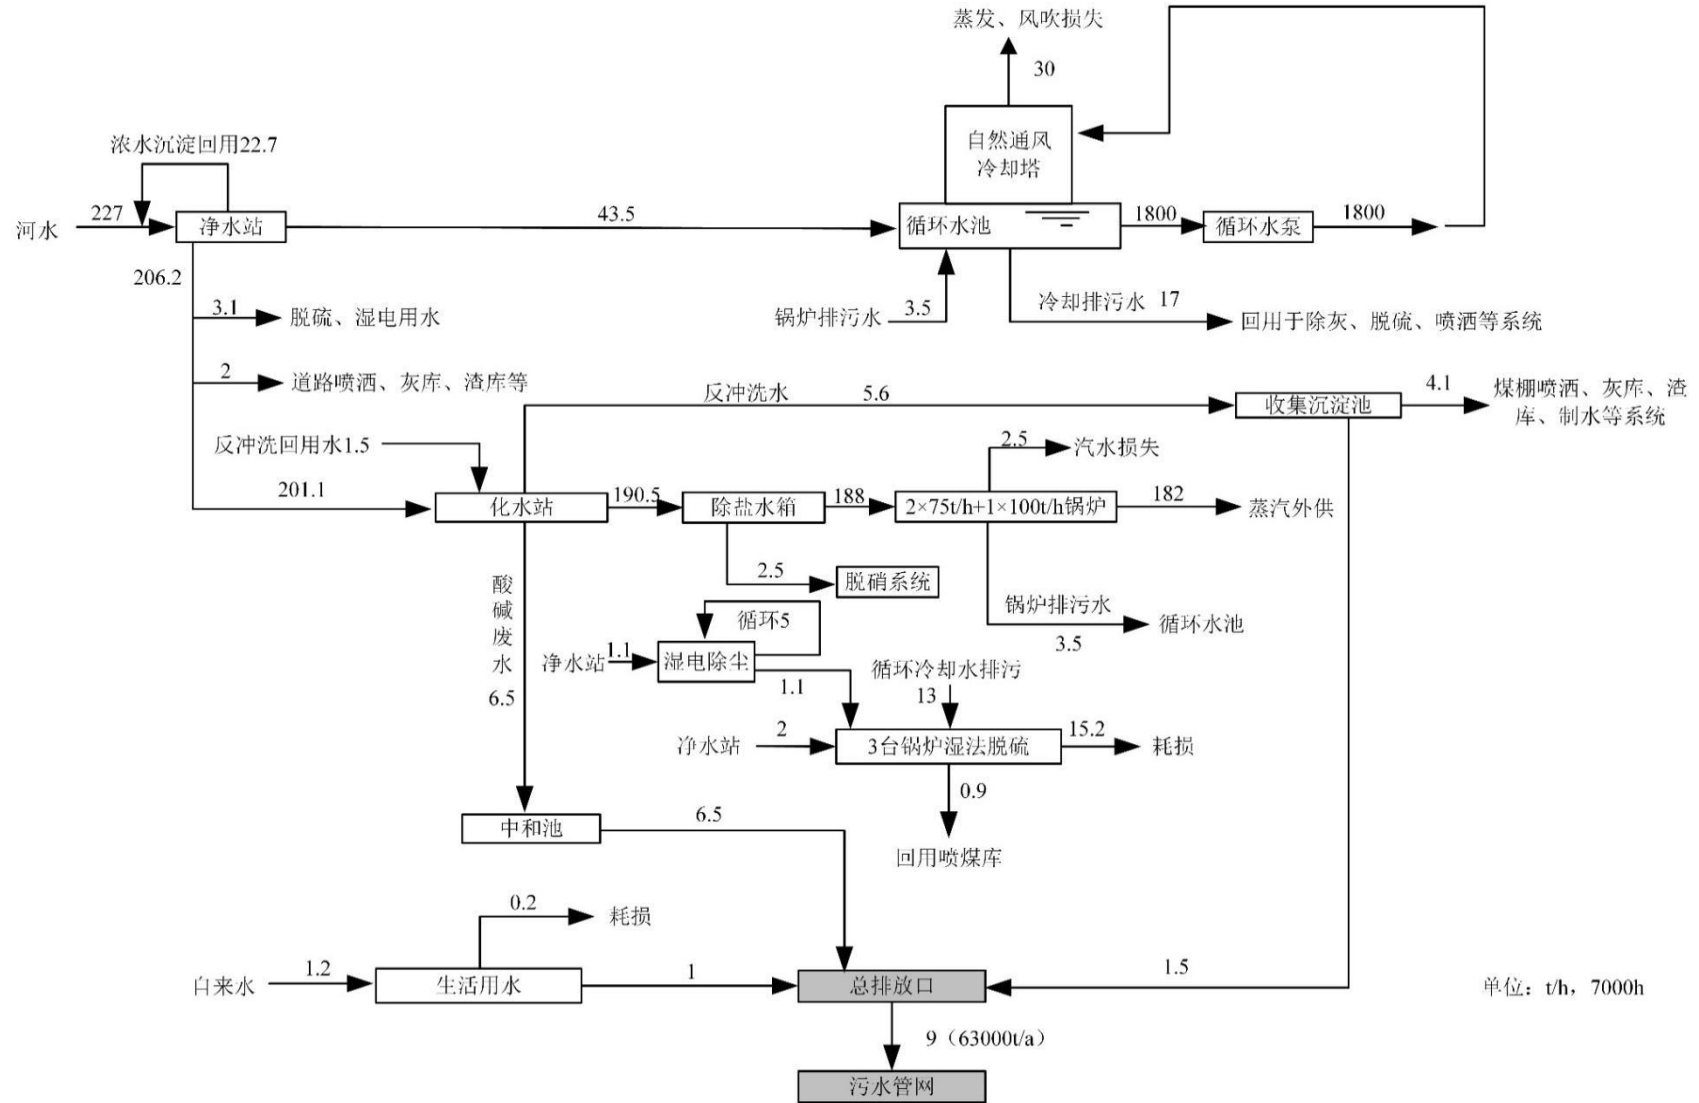 蒸发、风吹损失
30
自然通风
冷却塔
浓水沉淀回用22.7
河水
227
净水站
43.5
循环水池
1800
循环水泵
1800
206.2
3.1
脱硫、湿电用水
锅炉排污水
3.5
冷却排污水 17
回用于除灰、脱硫、喷洒等系统
2
道路喷洒、灰库、渣库等
反冲洗水
5.6
收集沉淀池
4.1
煤棚喷洒、灰库、渣
库、制水等系统
反冲洗回用水1.5
2.5
汽水损失
201.1
化水站
190.5
除盐水箱
188
2×75t/h+1×100t/h锅炉
182
蒸汽外供
酸
碱
废
水
6.5
2.5
脱硝系统
锅炉排污水
3.5
循环水池
循环5
净水站
1.1
湿电除尘
1.1
循环冷却水排污
13
净水站
2
3台锅炉湿法脱硫
15.2
耗损
0.9
回用喷煤库
中和池
6.5
0.2
耗损
自来水
1.2
生活用水
1
总排放口
1.5
单位：t/h，7000h
9（63000t/a）
污水管网